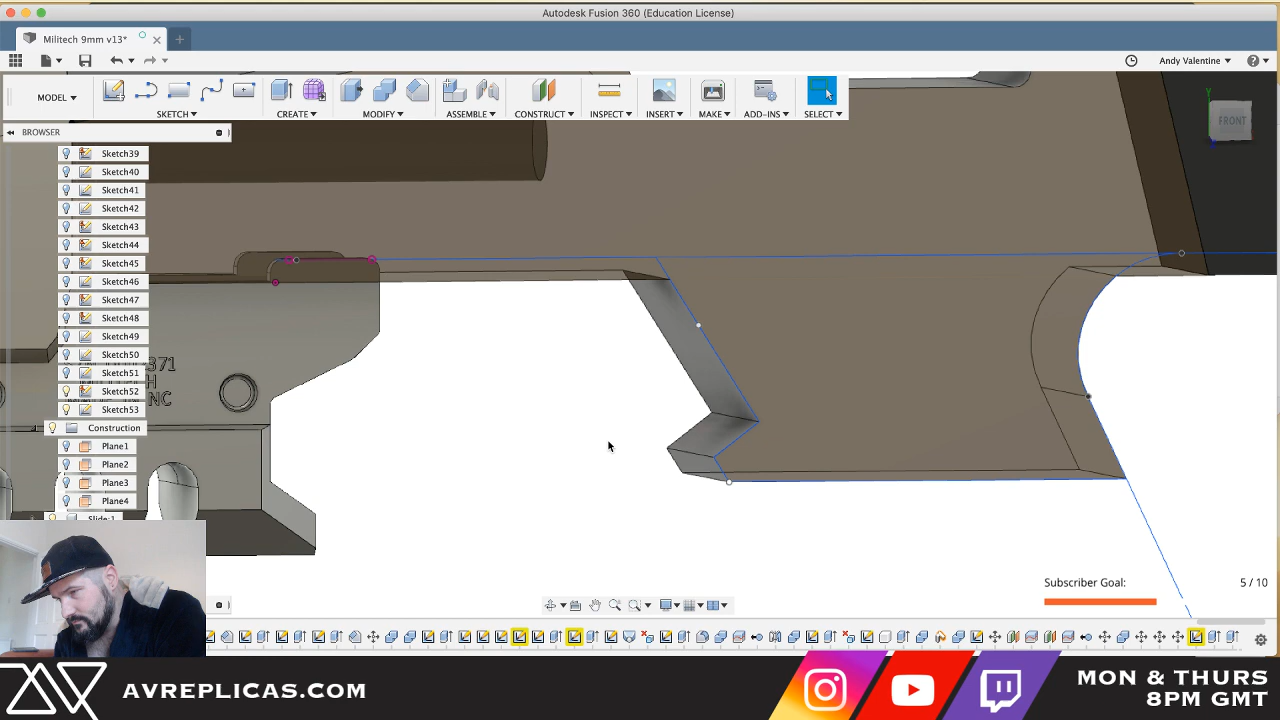 Autodesk Fusion 360 (Education License)
Militech 9mm v13*
Andy Valentine
MODEL
SKETCH
CREATE
MODIFY
ASSEMBLE
CONSTRUCT
INSPECT
INSERT
MAKE
ADD-INS
SELECT
Y
FRONT
BROWSER
Sketch39
Sketch40
Sketch41
Sketch42
Sketch43
Sketch44
Sketch45
Sketch46
Sketch47
Sketch48
Sketch49
Sketch50
Sketch51
Sketch52
Sketch53
Construction
Plane1
Plane2
Plane3
Plane4
Slide:1
371
H
NC
Subscriber Goal: 5 / 10
AVREPLICAS.COM
MON & THURS
8PM GMT